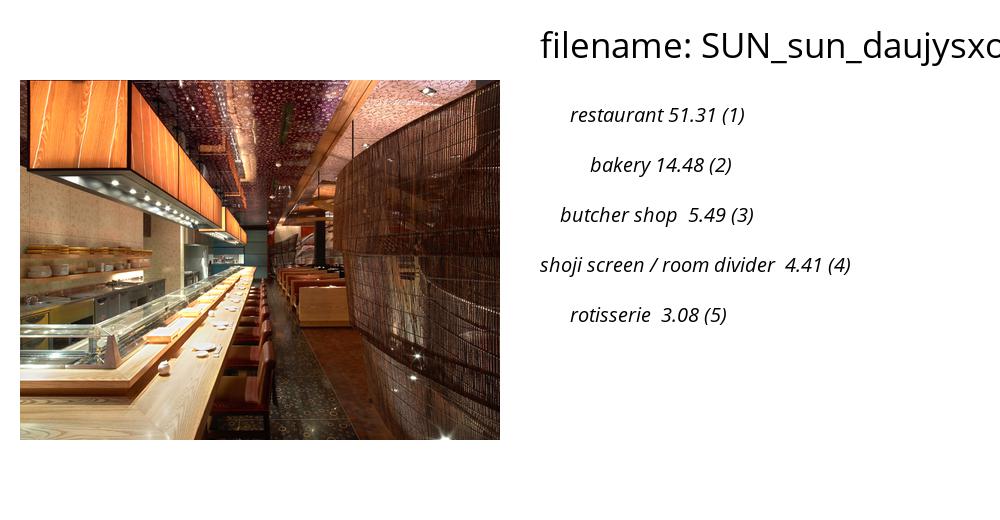 filename: SUN_sun_daujysxc
restaurant 51.31 (1)
bakery 14.48 (2)
butcher shop 5.49 (3)
shoji screen / room divider 4.41 (4)
rotisserie 3.08 (5)